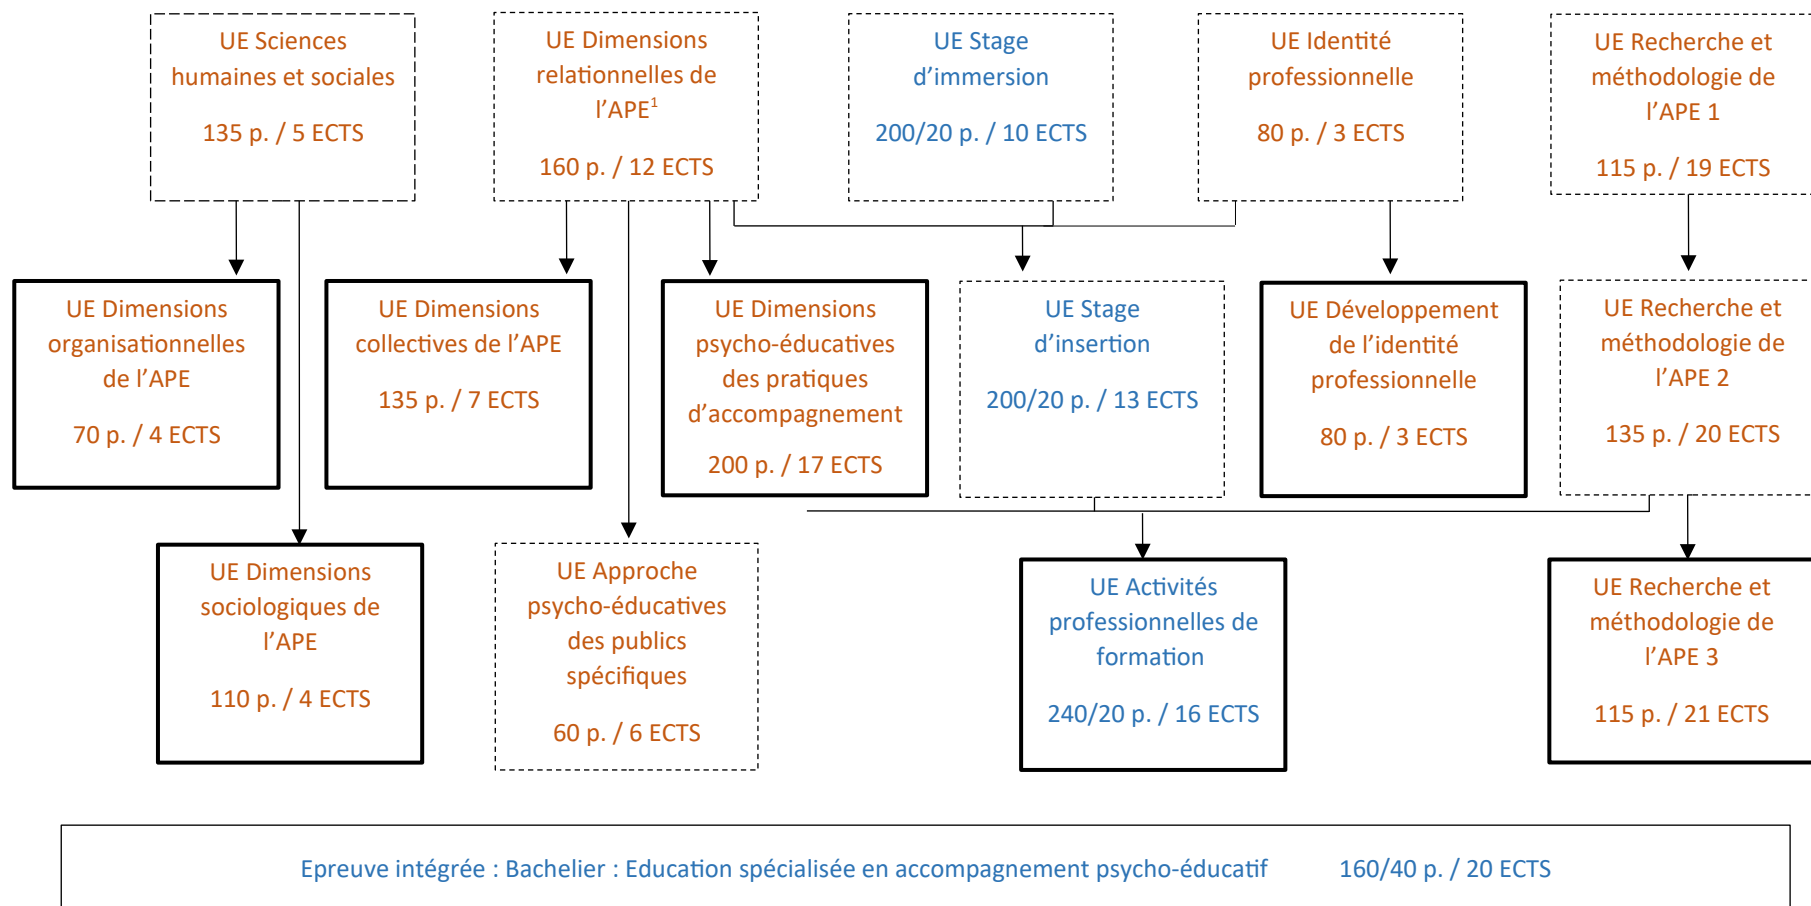 UE Sciences
humaines et sociales
135 p. / 5 ECTS
UE Dimensions
relationnelles de
l’APE¹
160 p. / 12 ECTS
UE Stage
d’immersion
200/20 p. / 10 ECTS
UE Identité
professionnelle
80 p. / 3 ECTS
UE Recherche et
méthodologie de
l’APE 1
115 p. / 19 ECTS
UE Dimensions
organisationnelles
de l’APE
70 p. / 4 ECTS
UE Dimensions
collectives de l’APE
135 p. / 7 ECTS
UE Dimensions
psycho-éducatives
des pratiques
d’accompagnement
200 p. / 17 ECTS
UE Stage
d’insertion
200/20 p. / 13 ECTS
UE Développement
de l’identité
professionnelle
80 p. / 3 ECTS
UE Recherche et
méthodologie de
l’APE 2
135 p. / 20 ECTS
UE Dimensions
sociologiques de
l’APE
110 p. / 4 ECTS
UE Approche
psycho-éducatives
des publics
spécifiques
60 p. / 6 ECTS
UE Activités
professionnelles de
formation
240/20 p. / 16 ECTS
UE Recherche et
méthodologie de
l’APE 3
115 p. / 21 ECTS
Epreuve intégrée : Bachelier : Education spécialisée en accompagnement psycho-éducatif 160/40 p. / 20 ECTS